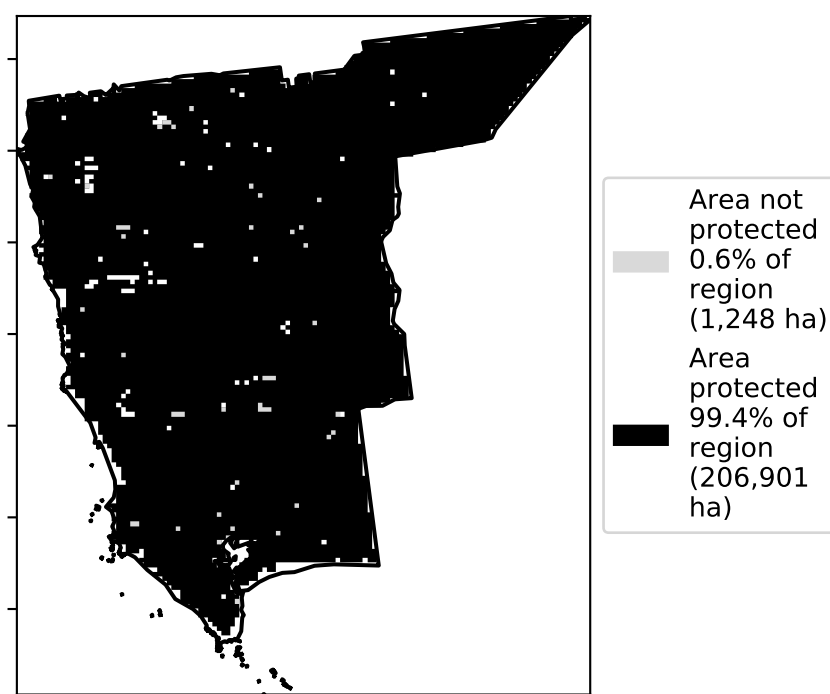 Area not
protected
0.6% of
region
(1,248 ha)
Area
protected
99.4% of
region
(206,901
ha)